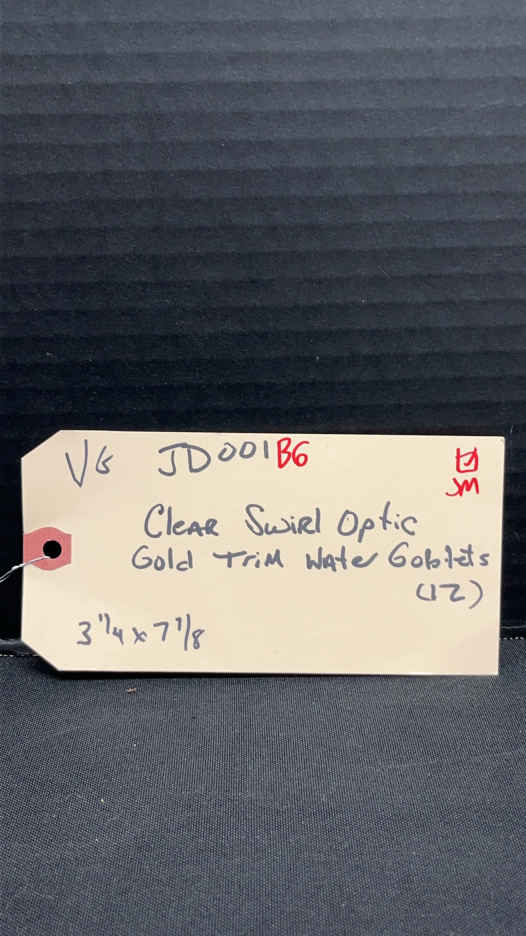 VG JD001B6
JM
Clear Swirl Optic
Gold Trim Water Goblets
(12)
3 1/4 x 7 1/8